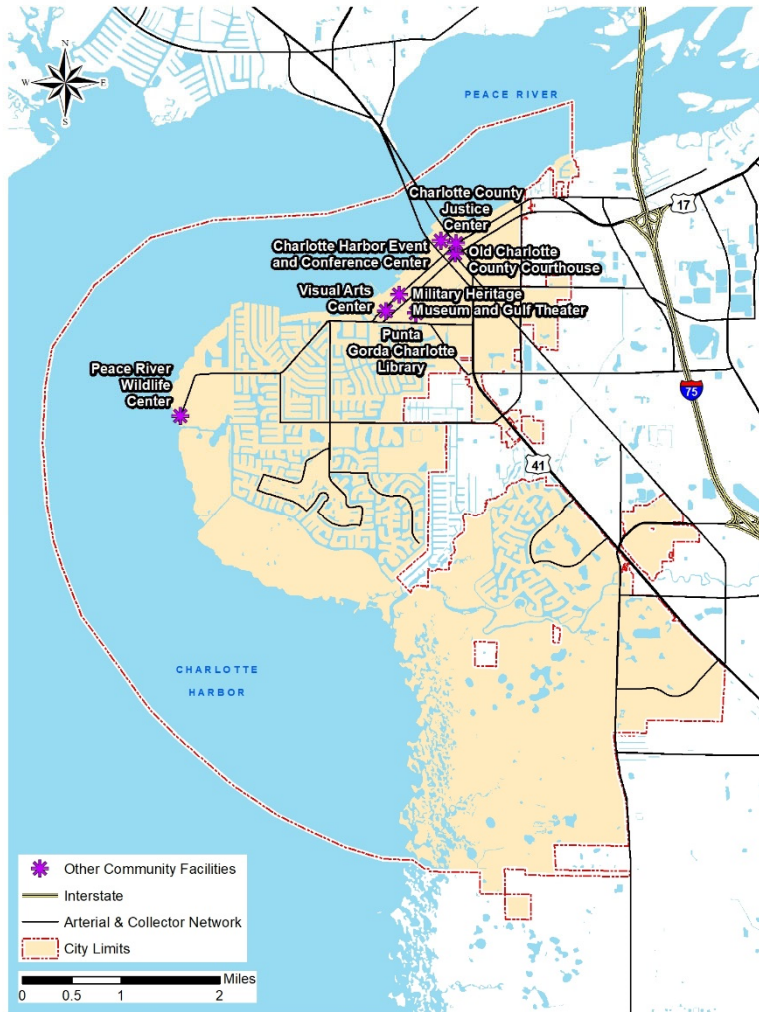 N
W
E
S
PEACE RIVER
17
Charlotte County
Justice
Center
Charlotte Harbor Event
and Conference Center
Old Charlotte
County Courthouse
Visual Arts
Center
Military Heritage
Museum and Gulf Theater
Punta
Gorda Charlotte
Library
Peace River
Wildlife
Center
75
41
CHARLOTTE
HARBOR
Other Community Facilities
Interstate
Arterial & Collector Network
City Limits
Miles
0 0.5 1 2